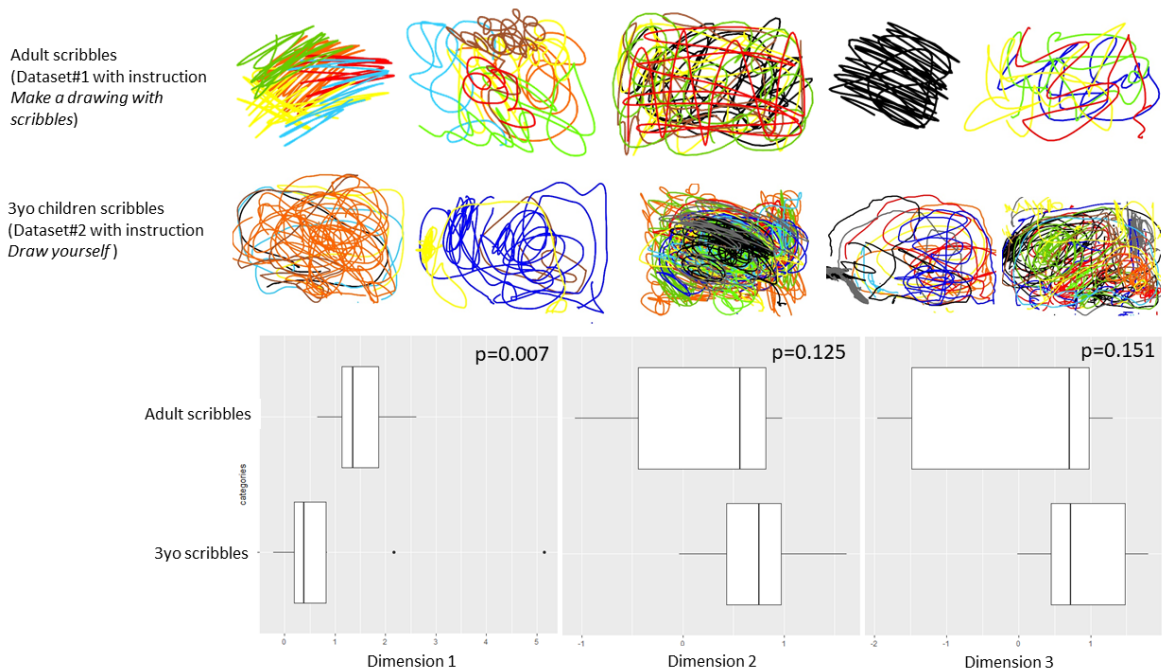 Adult scribbles
(Dataset#1 with instruction
Make a drawing with
scribbles)
3yo children scribbles
(Dataset#2 with instruction
Draw yourself )
p=0.007
p=0.125
p=0.151
Adult scribbles
categories
3yo scribbles
0 1 2 3 4 5
-1 0 1
-2 -1 0 1
Dimension 1
Dimension 2
Dimension 3